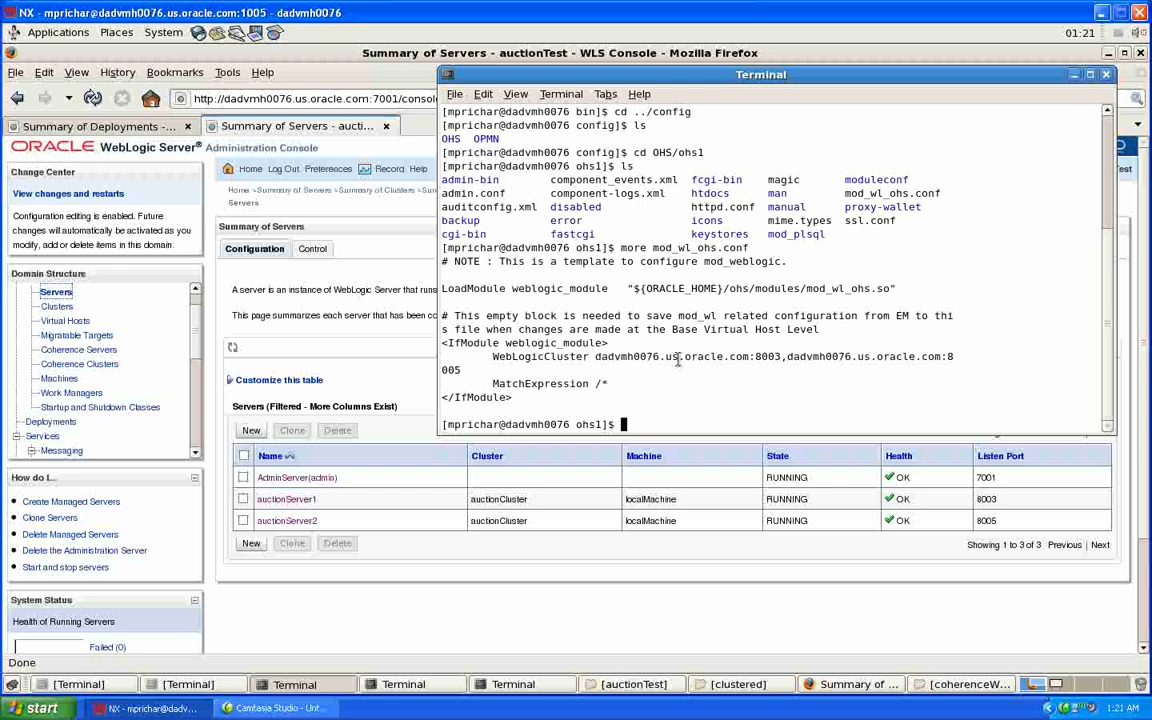 NX - mprichar@dadvmh0076.us.oracle.com:1005 - dadvmh0076
Applications Places System
01:21
Summary of Servers - auctionTest - WLS Console - Mozilla Firefox
File Edit View History Bookmarks Tools Help
http://dadvmh0076.us.oracle.com:7001/consol
Summary of Deployments - ...
Summary of Servers - aucti...
ORACLE WebLogic Server® Administration Console
Change Center
View changes and restarts
Configuration editing is enabled. Future
changes will automatically be activated as you
modify, add or delete items in this domain.
Domain Structure
Servers
Clusters
Virtual Hosts
Migratable Targets
Coherence Servers
Coherence Clusters
Machines
Work Managers
Startup and Shutdown Classes
Deployments
Services
Messaging
How do I...
Create Managed Servers
Clone Servers
Delete Managed Servers
Delete the Administration Server
Start and stop servers
System Status
Health of Running Servers
Failed (0)
Home Log Out Preferences Record Help
Home >Summary of Servers >Summary of Clusters
Servers
Test
Summary of Servers
Configuration Control
A server is an instance of WebLogic Server that runs
This page summarizes each server that has been co
Customize this table
Servers (Filtered - More Columns Exist)
New Clone Delete
Name Cluster Machine State Health Listen Port
AdminServer(admin) RUNNING OK 7001
auctionServer1 auctionCluster localMachine RUNNING OK 8003
auctionServer2 auctionCluster localMachine RUNNING OK 8005
New Clone Delete
Showing 1 to 3 of 3 Previous | Next
Terminal
File Edit View Terminal Tabs Help
[mprichar@dadvmh0076 bin]$ cd ../config
[mprichar@dadvmh0076 config]$ ls
OHS OPMN
[mprichar@dadvmh0076 config]$ cd OHS/ohs1
[mprichar@dadvmh0076 ohs1]$ ls
admin-bin component_events.xml fcgi-bin magic moduleconf
admin.conf component-logs.xml htdocs man mod_wl_ohs.conf
auditconfig.xml disabled httpd.conf manual proxy-wallet
backup error icons mime.types ssl.conf
cgi-bin fastcgi keystores mod_plsql
[mprichar@dadvmh0076 ohs1]$ more mod_wl_ohs.conf
# NOTE : This is a template to configure mod_weblogic.
LoadModule weblogic_module "${ORACLE_HOME}/ohs/modules/mod_wl_ohs.so"
# This empty block is needed to save mod_wl related configuration from EM to thi
s file when changes are made at the Base Virtual Host Level
<IfModule weblogic_module>
WebLogicCluster dadvmh0076.us.oracle.com:8003,dadvmh0076.us.oracle.com:8
005
MatchExpression /*
</IfModule>
[mprichar@dadvmh0076 ohs1]$
Done
[Terminal] [Terminal] Terminal Terminal Terminal [auctionTest] [clustered] Summary of ... [coherenceW...
start NX - mprichar@dadv... Camtasia Studio - Unt... 1:21 AM